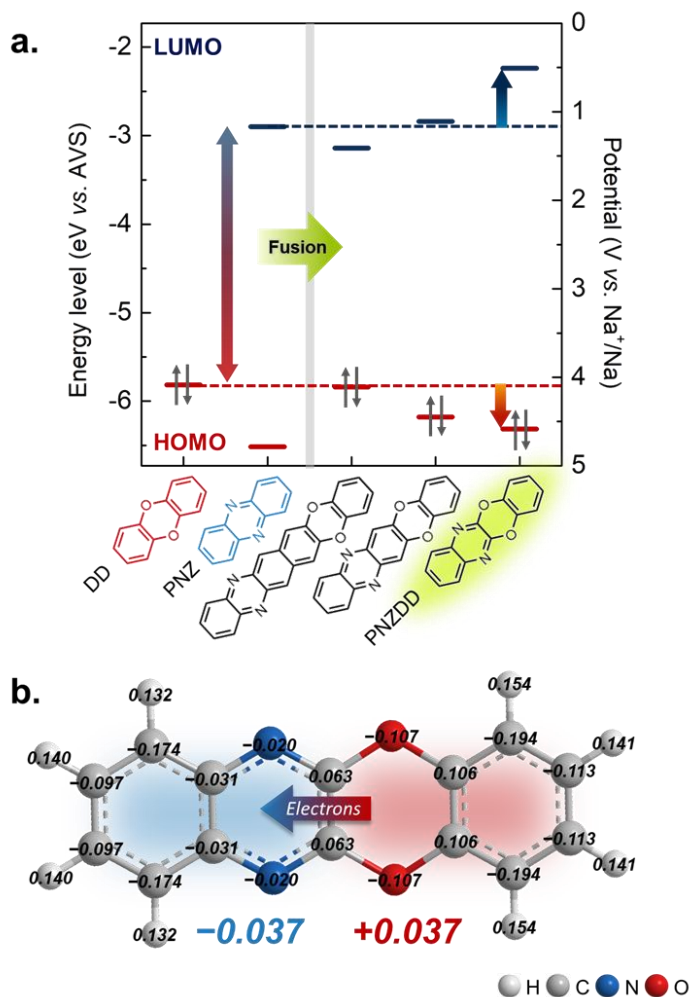 a.
LUMO
HOMO
Fusion
Energy level (eV vs. AVS)
-2
-3
-4
-5
-6
Potential (V vs. Na⁺/Na)
0
1
2
3
4
5
DD
PNZ
PNZDD
O
O
N
N
O
O
N
N
O
O
N
N
O
O
N
N
b.
0.132 0.154
0.140 −0.174 −0.020 −0.107 −0.194 0.141
−0.097 −0.031 0.063 0.106 −0.113
Electrons
−0.097 −0.031 0.063 0.106 −0.113
0.140 −0.174 −0.020 −0.107 −0.194 0.141
0.132 0.154
−0.037 +0.037
H C N O